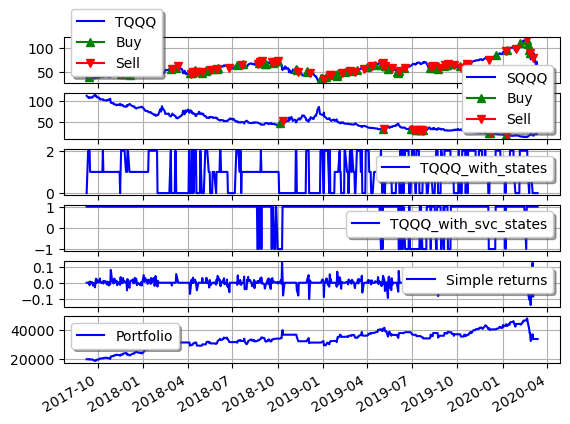 TQQQ
Buy
Sell
100
50
SQQQ
Buy
Sell
100
50
2
0
TQQQ_with_states
1
0
−1
TQQQ_with_svc_states
0.1
0.0
−0.1
Simple returns
40000
20000
Portfolio
2017-10
2018-01
2018-04
2018-07
2018-10
2019-01
2019-04
2019-07
2019-10
2020-01
2020-04